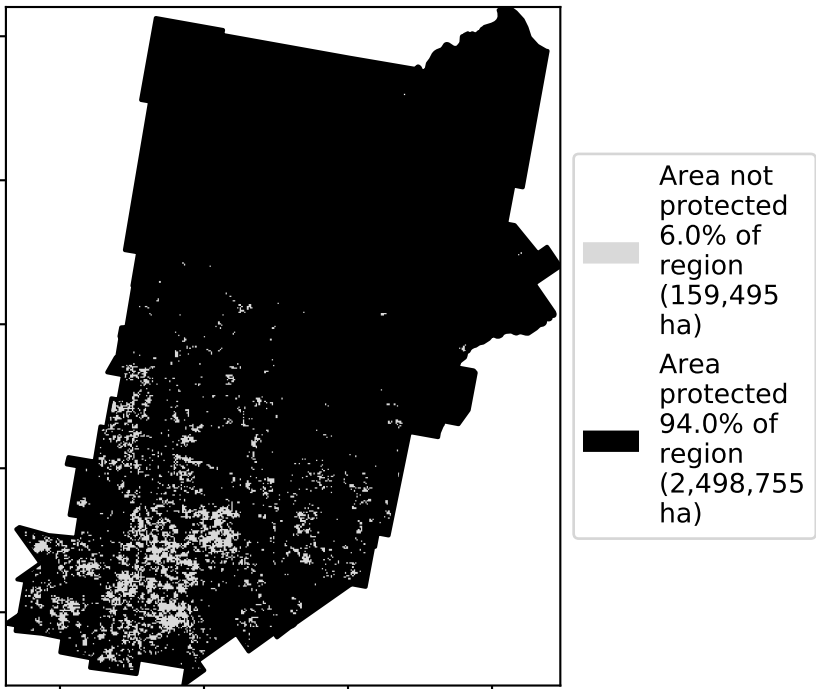 Area not
protected
6.0% of
region
(159,495
ha)
Area
protected
94.0% of
region
(2,498,755
ha)